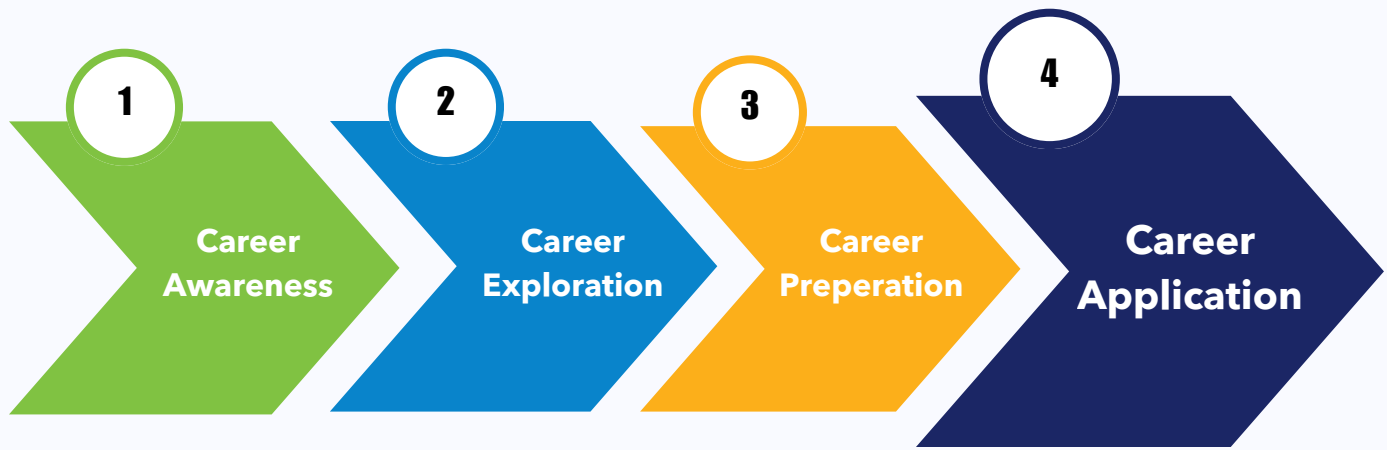 1
Career
Awareness
2
Career
Exploration
3
Career
Preperation
4
Career
Application